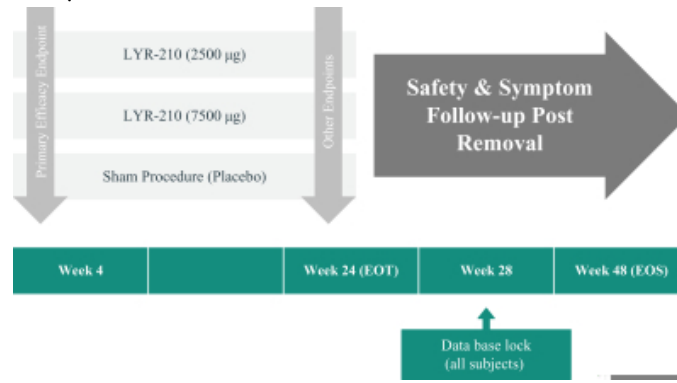 Primary Efficacy Endpoint
LYR-210 (2500 μg)
LYR-210 (7500 μg)
Sham Procedure (Placebo)
Other Endpoints
Safety & Symptom
Follow-up Post
Removal
Week 4
Week 24 (EOT)
Week 28
Week 48 (EOS)
Data base lock
(all subjects)